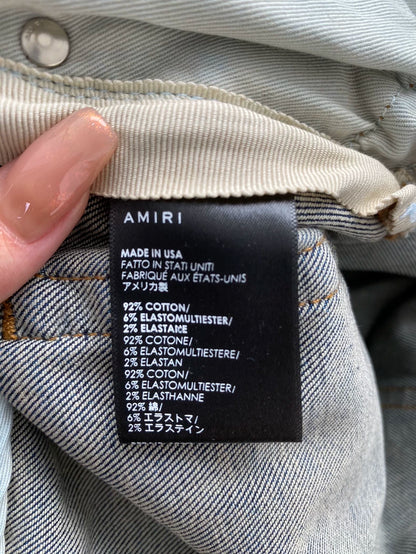 AMIRI
MADE IN USA
FATTO IN STATI UNITI
FABRIQUÉ AUX ÉTATS-UNIS
アメリカ製
92% COTTON/
6% ELASTOMULTIESTER/
2% ELASTAIKE
92% COTONE/
6% ELASTOMULTIESTERE/
2% ELASTAN
92% COTON/
6% ELASTOMULTIESTER/
2% ELASTHANNE
92% 綿/
6% エラストマ/
2% エラステイン